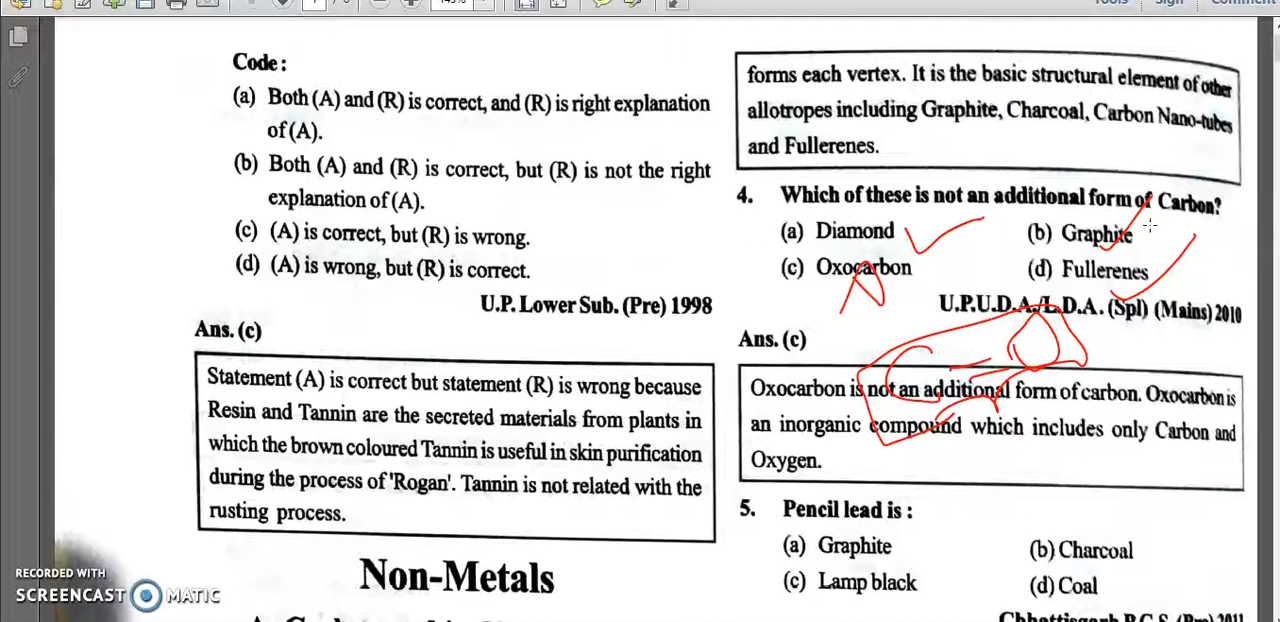 Tools
Sign
Comment
Code :
(a) Both (A) and (R) is correct, and (R) is right explanation
of (A).
(b) Both (A) and (R) is correct, but (R) is not the right
explanation of (A).
(c) (A) is correct, but (R) is wrong.
(d) (A) is wrong, but (R) is correct.
U.P. Lower Sub. (Pre) 1998
Ans. (c)
Statement (A) is correct but statement (R) is wrong because
Resin and Tannin are the secreted materials from plants in
which the brown coloured Tannin is useful in skin purification
during the process of 'Rogan'. Tannin is not related with the
rusting process.
Non-Metals
forms each vertex. It is the basic structural element of other
allotropes including Graphite, Charcoal, Carbon Nano-tubes
and Fullerenes.
4. Which of these is not an additional form of Carbon?
(a) Diamond (b) Graphite
(c) Oxocarbon (d) Fullerenes
U.P.U.D.A./L.D.A. (Spl) (Mains) 2010
Ans. (c)
Oxocarbon is not an additional form of carbon. Oxocarbon is
an inorganic compound which includes only Carbon and
Oxygen.
5. Pencil lead is :
(a) Graphite (b) Charcoal
(c) Lamp black (d) Coal
RECORDED WITH
SCREENCAST MATIC